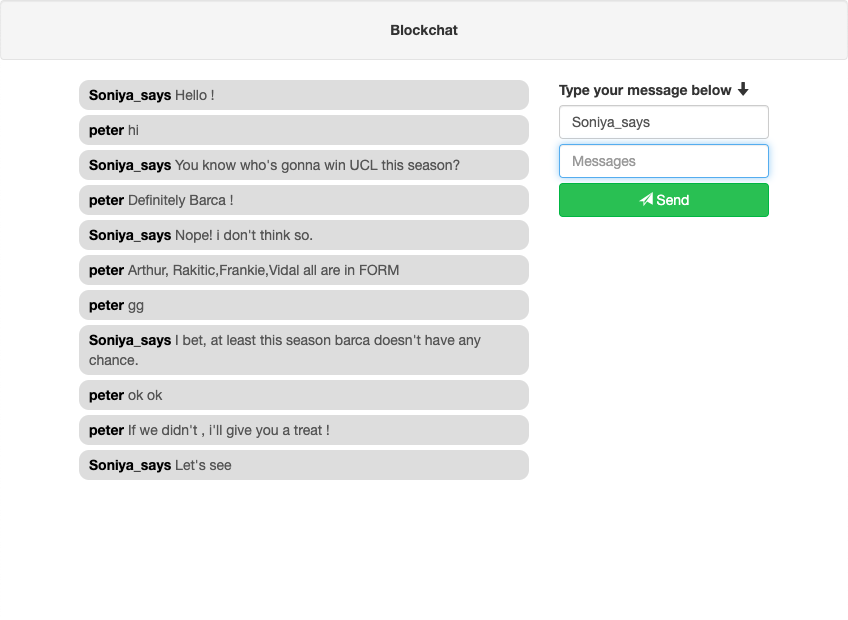 Blockchat
Soniya_says Hello !
peter hi
Soniya_says You know who's gonna win UCL this season?
peter Definitely Barca !
Soniya_says Nope! i don't think so.
peter Arthur, Rakitic,Frankie,Vidal all are in FORM
peter gg
Soniya_says I bet, at least this season barca doesn't have any
chance.
peter ok ok
peter If we didn't , i'll give you a treat !
Soniya_says Let's see
Type your message below
Soniya_says
Messages
Send